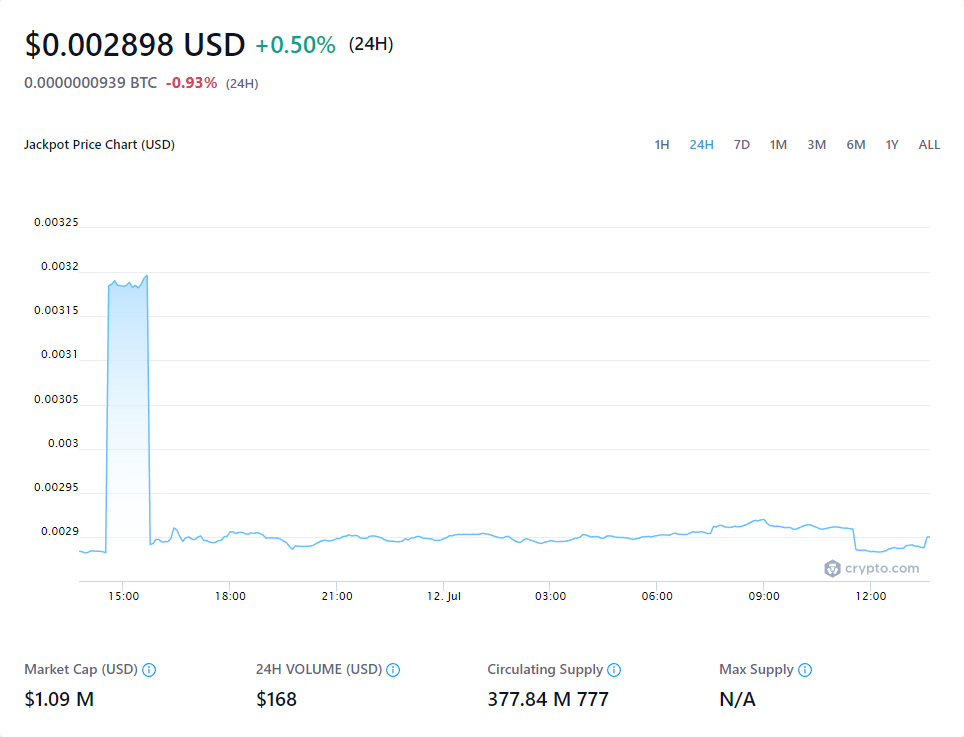 $0.002898 USD +0.50% (24H)
0.0000000939 BTC -0.93% (24H)
Jackpot Price Chart (USD) 1H 24H 7D 1M 3M 6M 1Y ALL
0.00325
0.0032
0.00315
0.0031
0.00305
0.003
0.00295
0.0029
crypto.com
15:00 18:00 21:00 12. Jul 03:00 06:00 09:00 12:00
Market Cap (USD) 24H VOLUME (USD) Circulating Supply Max Supply
$1.09 M $168 377.84 M 777 N/A